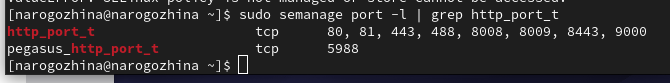 [narogozhina@narogozhina ~]$ sudo semanage port -l | grep http_port_t
http_port_t                    tcp      80, 81, 443, 488, 8008, 8009, 8443, 9000
pegasus_http_port_t            tcp      5988
[narogozhina@narogozhina ~]$